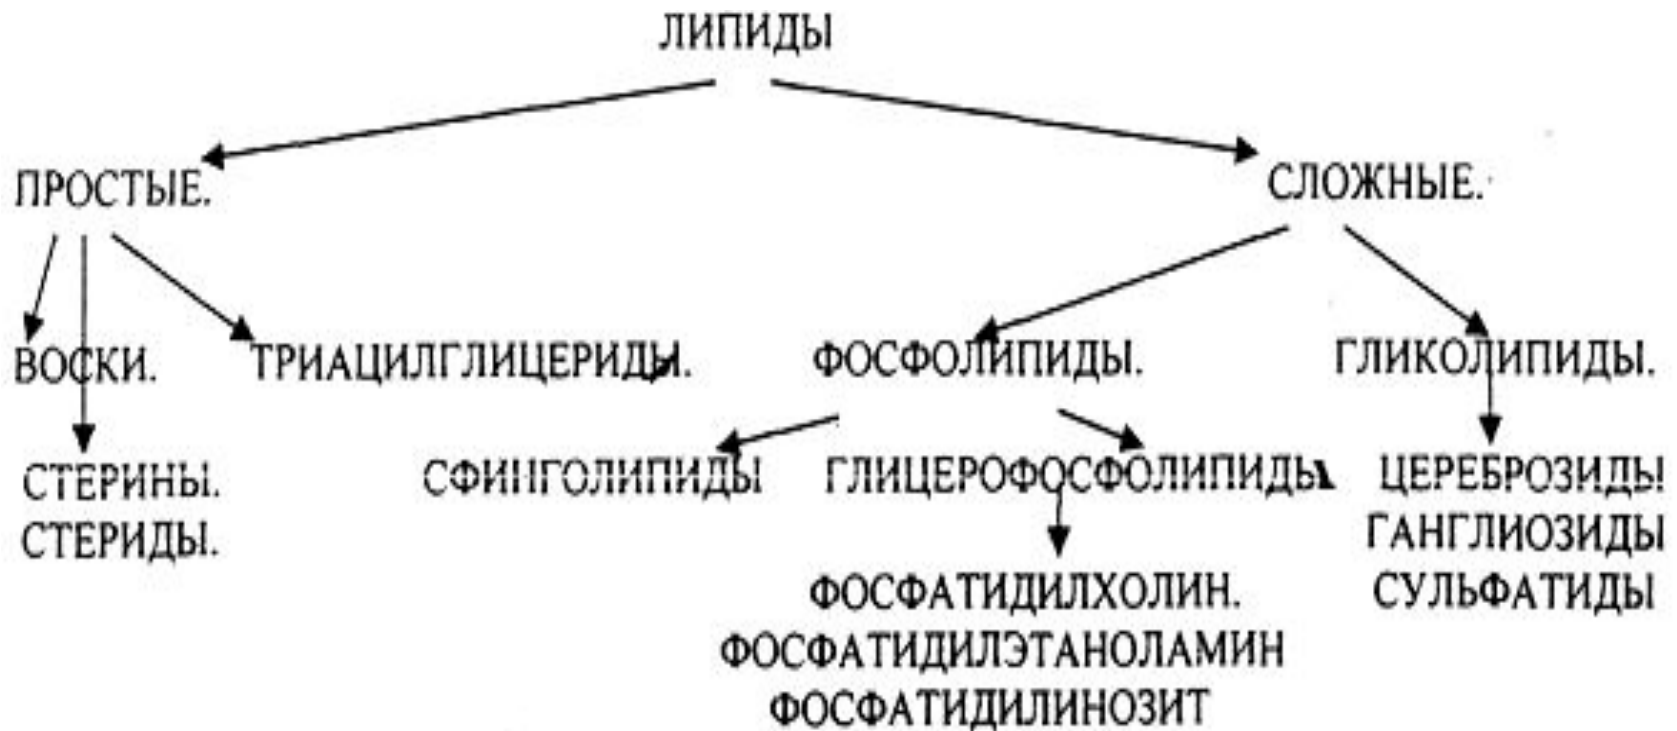 ЛИПИДЫ
ПРОСТЫЕ.
СЛОЖНЫЕ.
ВОСКИ.
ТРИАЦИЛГЛИЦЕРИДЫ.
ФОСФОЛИПИДЫ.
ГЛИКОЛИПИДЫ.
СТЕРИНЫ.
СТЕРИДЫ.
СФИНГОЛИПИДЫ
ГЛИЦЕРОФОСФОЛИПИДЫ
ФОСФАТИДИЛХОЛИН.
ФОСФАТИДИЛЭТАНОЛАМИН
ФОСФАТИДИЛИНОЗИТ
ЦЕРЕБРОЗИДЫ
ГАНГЛИОЗИДЫ
СУЛЬФАТИДЫ